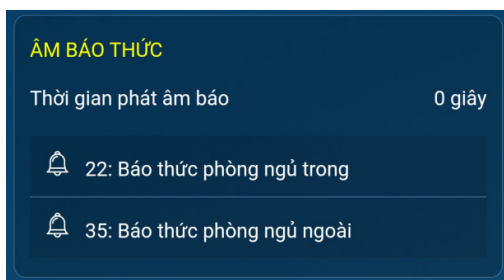 ÂM BÁO THỨC
Thời gian phát âm báo 0 giây
22: Báo thức phòng ngủ trong
35: Báo thức phòng ngủ ngoài